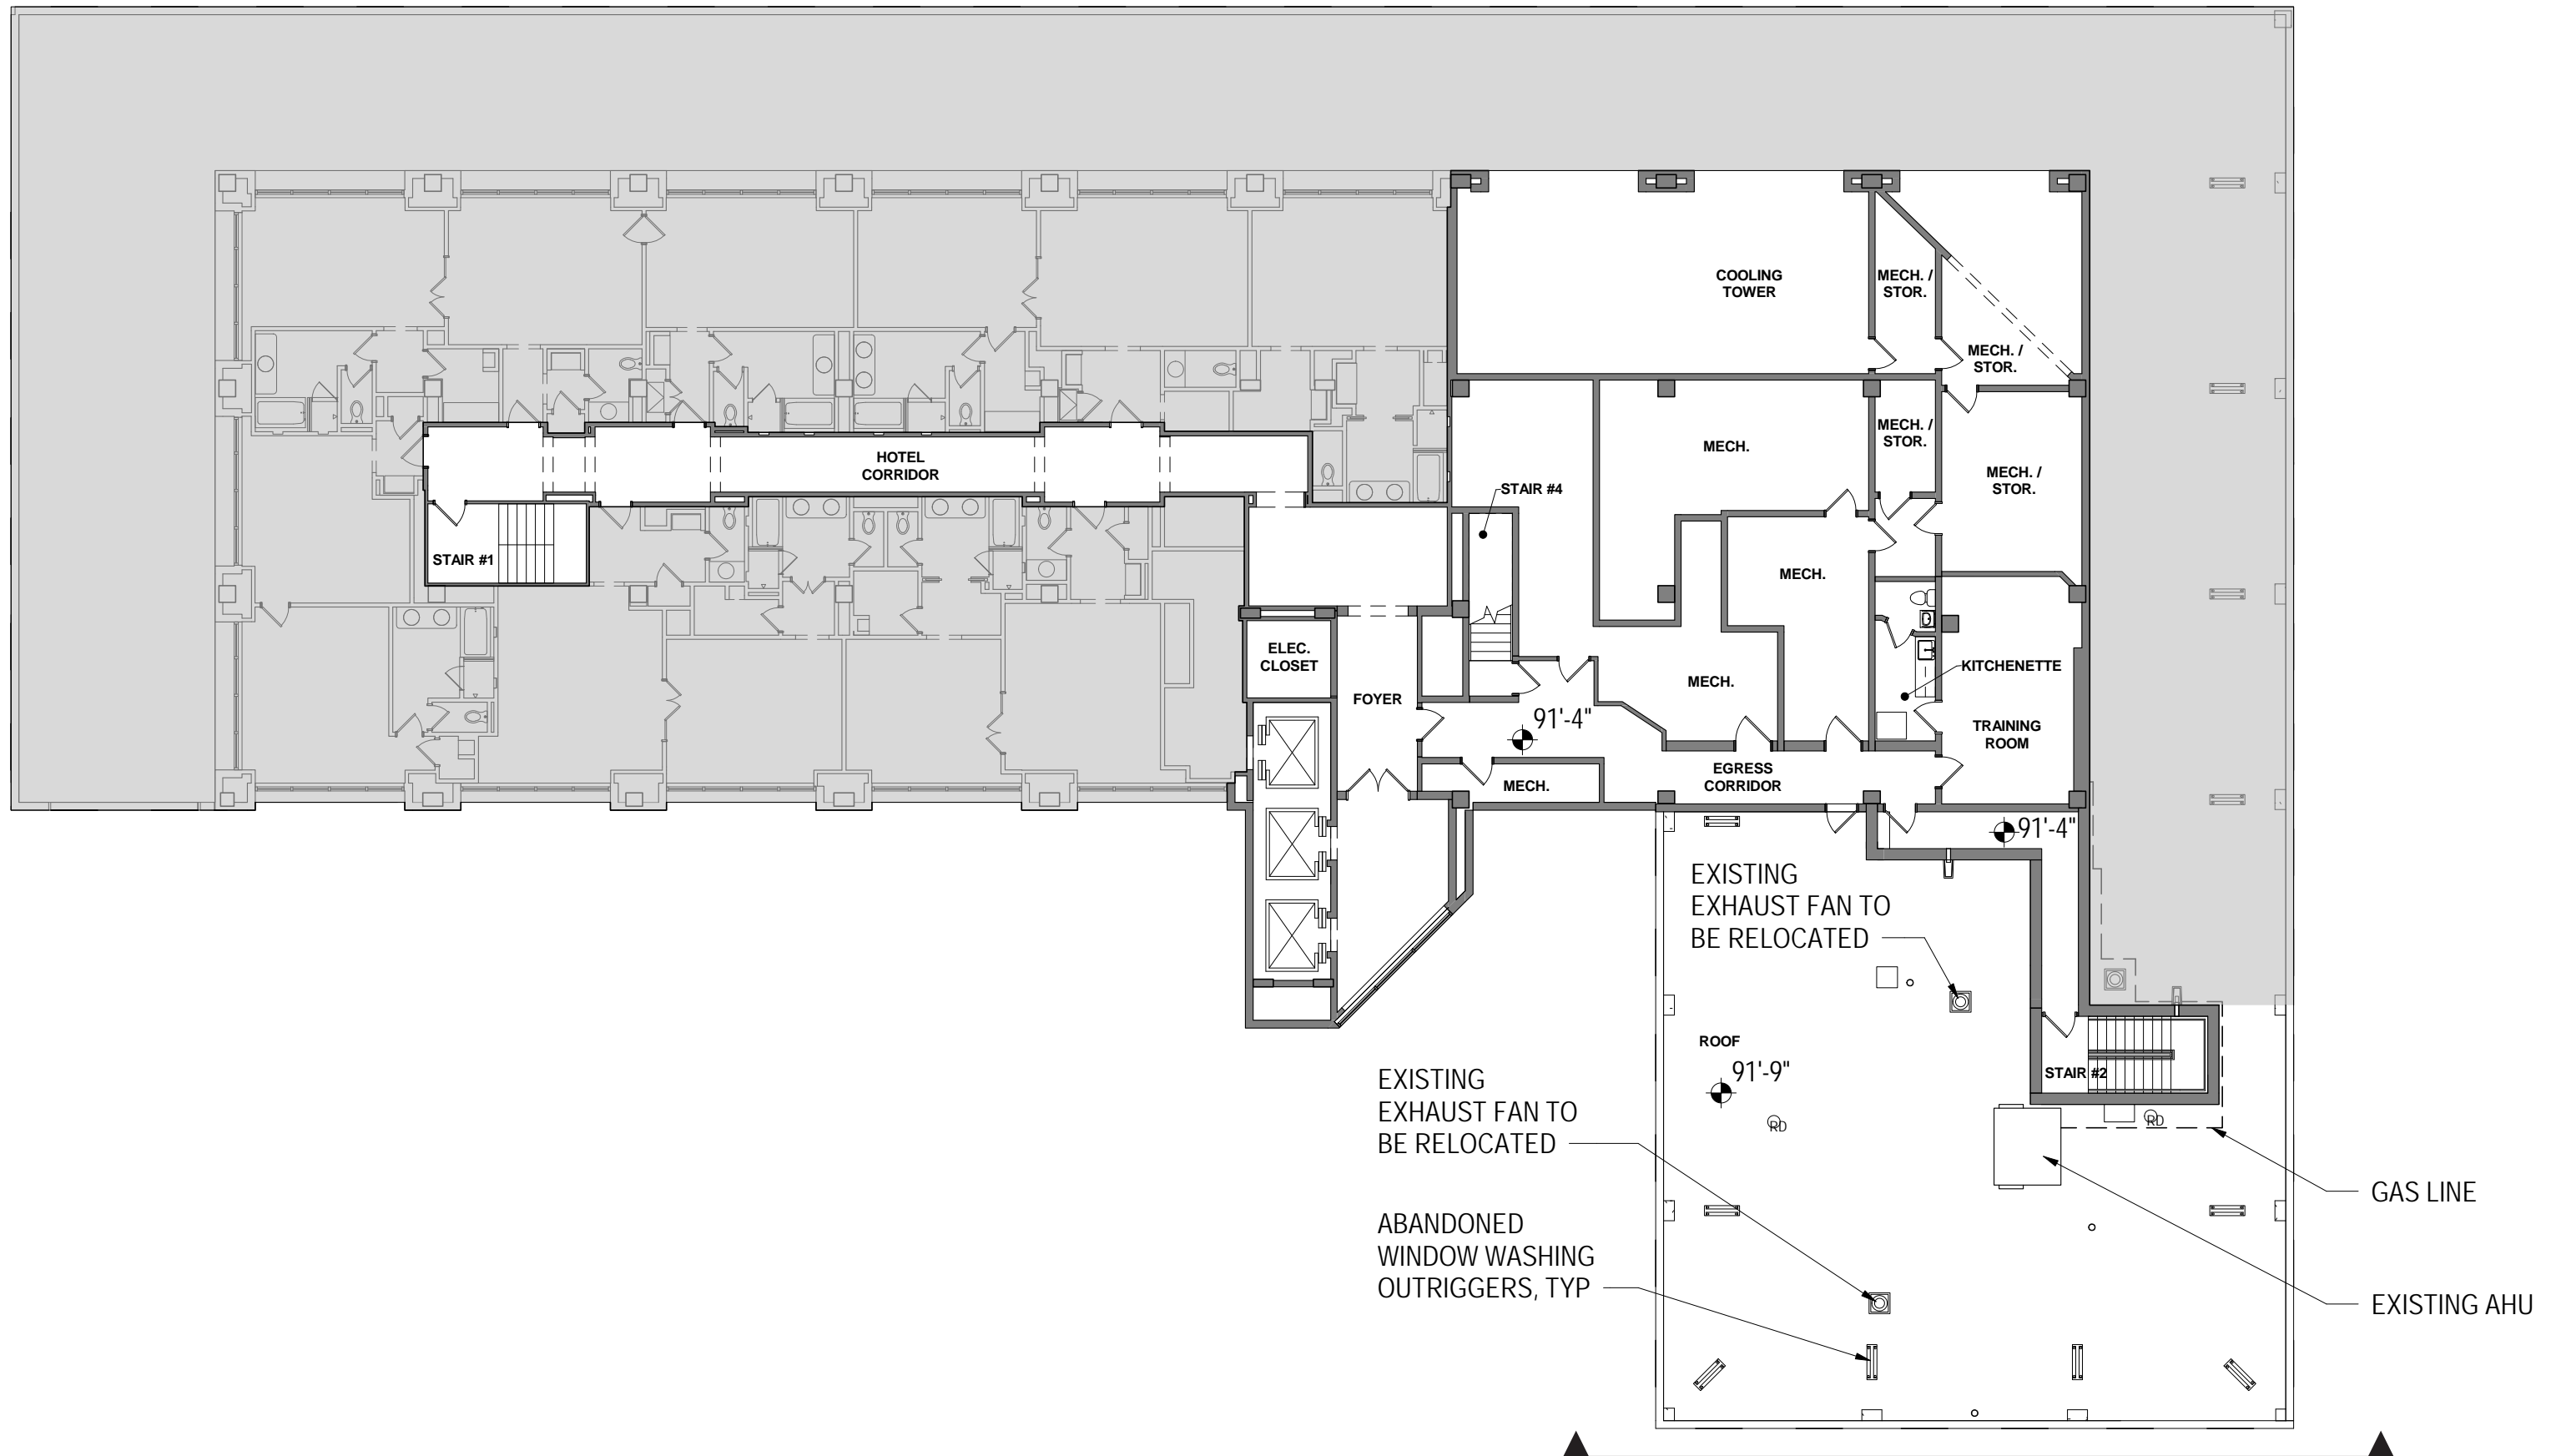 COOLING
TOWER
MECH. /
STOR.
MECH. /
STOR.
HOTEL
CORRIDOR
MECH.
MECH. /
STOR.
MECH. /
STOR.
STAIR #4
STAIR #1
MECH.
ELEC.
CLOSET
FOYER
MECH.
KITCHENETTE
91'-4"
TRAINING
ROOM
MECH.
EGRESS
CORRIDOR
91'-4"
EXISTING
EXHAUST FAN TO
BE RELOCATED
ROOF
91'-9"
STAIR #2
EXISTING
EXHAUST FAN TO
BE RELOCATED
RD
RD
GAS LINE
ABANDONED
WINDOW WASHING
OUTRIGGERS, TYP
EXISTING AHU